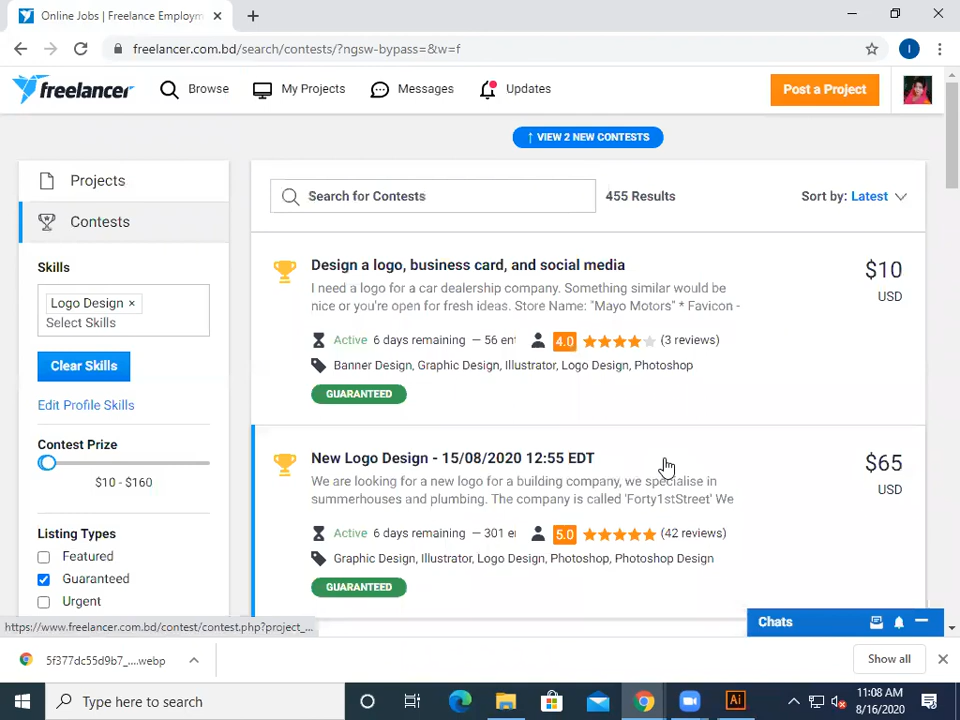 Online Jobs | Freelance Employm
freelancer.com.bd/search/contests/?ngsw-bypass=&w=f
I
freelancer
Browse
My Projects
Messages
Updates
Post a Project
↑ VIEW 2 NEW CONTESTS
Projects
Contests
Skills
Logo Design ×
Select Skills
Clear Skills
Edit Profile Skills
Contest Prize
$10 - $160
Listing Types
Featured
Guaranteed
Urgent
Search for Contests
455 Results
Sort by: Latest
Design a logo, business card, and social media
$10
USD
I need a logo for a car dealership company. Something similar would be
nice or you're open for fresh ideas. Store Name: "Mayo Motors" * Favicon -
Active 6 days remaining — 56 ent 4.0 (3 reviews)
Banner Design, Graphic Design, Illustrator, Logo Design, Photoshop
GUARANTEED
New Logo Design - 15/08/2020 12:55 EDT
$65
USD
We are looking for a new logo for a building company, we specialise in
summerhouses and plumbing. The company is called 'Forty1stStreet' We
Active 6 days remaining — 301 e 5.0 (42 reviews)
Graphic Design, Illustrator, Logo Design, Photoshop, Photoshop Design
GUARANTEED
Chats
https://www.freelancer.com.bd/contest/contest.php?project_...
5f377dc55d9b7_....webp
Show all
Type here to search
Ai
11:08 AM
8/16/2020